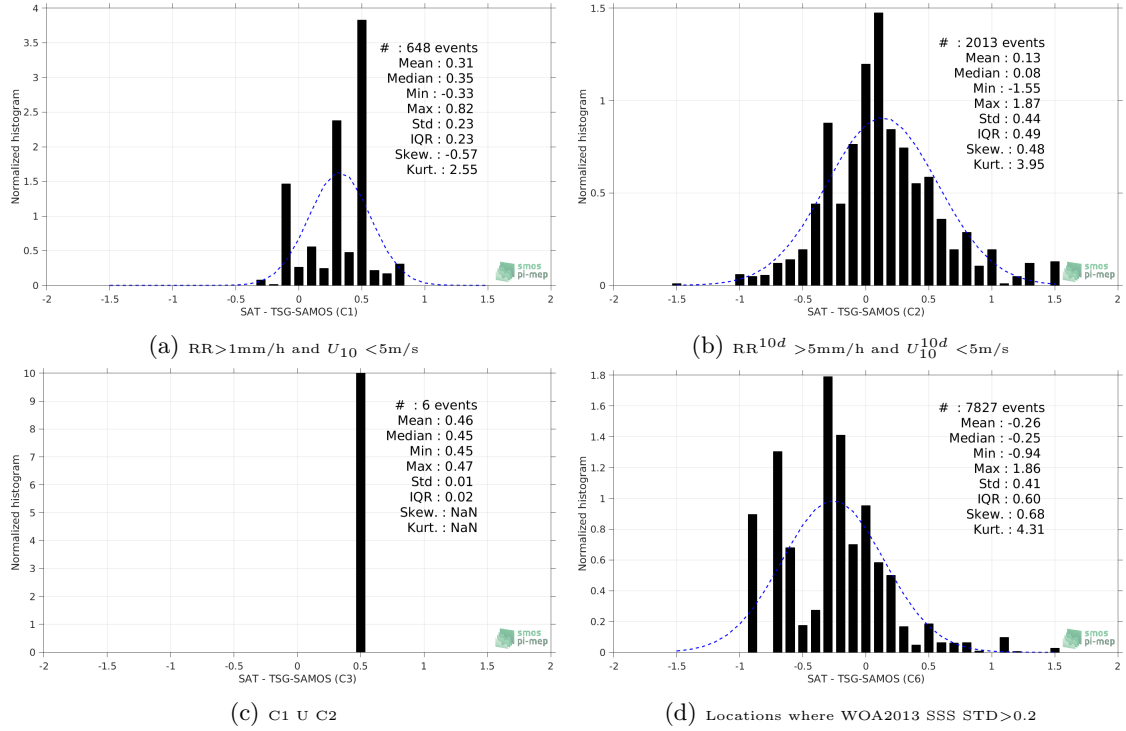 4
3.5
3
2.5
2
1.5
1
0.5
0
Normalized histogram
# : 648 events
Mean : 0.31
Median : 0.35
Min : -0.33
Max : 0.82
Std : 0.23
IQR : 0.23
Skew. : -0.57
Kurt. : 2.55
smos
pi-mep
-2 -1.5 -1 -0.5 0 0.5 1 1.5 2
SAT - TSG-SAMOS (C1)
(a) RR>1mm/h and U10 <5m/s
1.5
1
0.5
0
Normalized histogram
# : 2013 events
Mean : 0.13
Median : 0.08
Min : -1.55
Max : 1.87
Std : 0.44
IQR : 0.49
Skew. : 0.48
Kurt. : 3.95
smos
pi-mep
-2 -1.5 -1 -0.5 0 0.5 1 1.5 2
SAT - TSG-SAMOS (C2)
(b) RR10d >5mm/h and U10d10 <5m/s
10
9
8
7
6
5
4
3
2
1
0
Normalized histogram
# : 6 events
Mean : 0.46
Median : 0.45
Min : 0.45
Max : 0.47
Std : 0.01
IQR : 0.02
Skew. : NaN
Kurt. : NaN
smos
pi-mep
-2 -1.5 -1 -0.5 0 0.5 1 1.5 2
SAT - TSG-SAMOS (C3)
(c) C1 U C2
1.8
1.6
1.4
1.2
1
0.8
0.6
0.4
0.2
0
Normalized histogram
# : 7827 events
Mean : -0.26
Median : -0.25
Min : -0.94
Max : 1.86
Std : 0.41
IQR : 0.60
Skew. : 0.68
Kurt. : 4.31
smos
pi-mep
-2 -1.5 -1 -0.5 0 0.5 1 1.5 2
SAT - TSG-SAMOS (C6)
(d) Locations where WOA2013 SSS STD>0.2